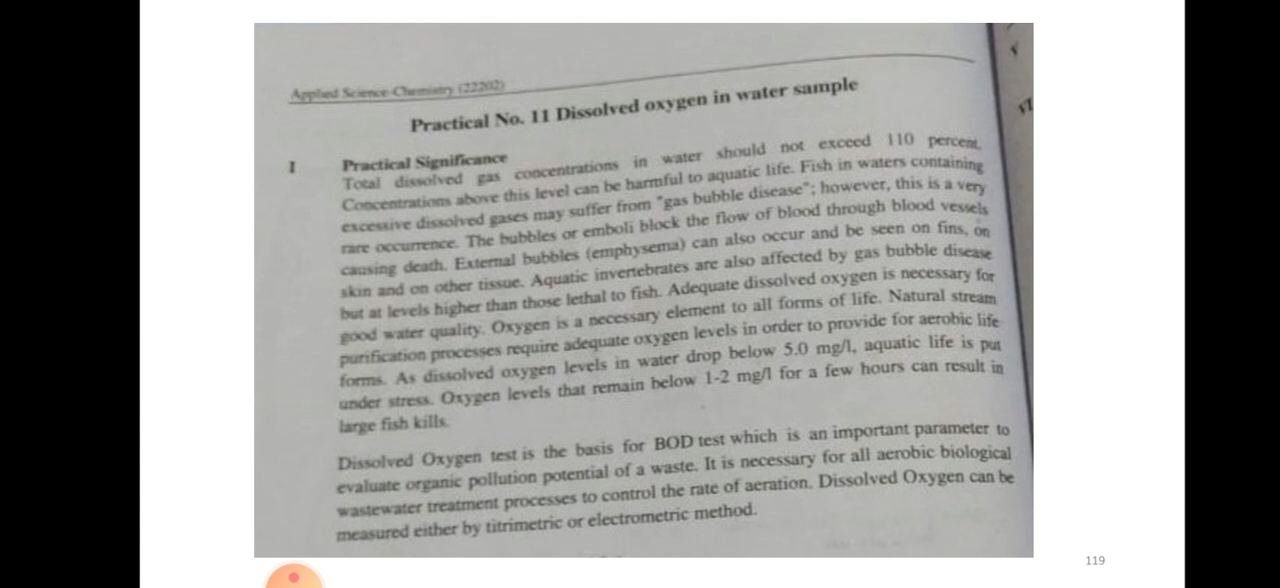 Applied Science-Chemistry (22202)
Practical No. 11 Dissolved oxygen in water sample
I Practical Significance
Total dissolved gas concentrations in water should not exceed 110 percent.
Concentrations above this level can be harmful to aquatic life. Fish in waters containing
excessive dissolved gases may suffer from "gas bubble disease"; however, this is a very
rare occurrence. The bubbles or emboli block the flow of blood through blood vessels
causing death. External bubbles (emphysema) can also occur and be seen on fins, on
skin and on other tissue. Aquatic invertebrates are also affected by gas bubble disease
but at levels higher than those lethal to fish. Adequate dissolved oxygen is necessary for
good water quality. Oxygen is a necessary element to all forms of life. Natural stream
purification processes require adequate oxygen levels in order to provide for aerobic life
forms. As dissolved oxygen levels in water drop below 5.0 mg/l, aquatic life is put
under stress. Oxygen levels that remain below 1-2 mg/l for a few hours can result in
large fish kills.
Dissolved Oxygen test is the basis for BOD test which is an important parameter to
evaluate organic pollution potential of a waste. It is necessary for all aerobic biological
wastewater treatment processes to control the rate of aeration. Dissolved Oxygen can be
measured either by titrimetric or electrometric method.
119